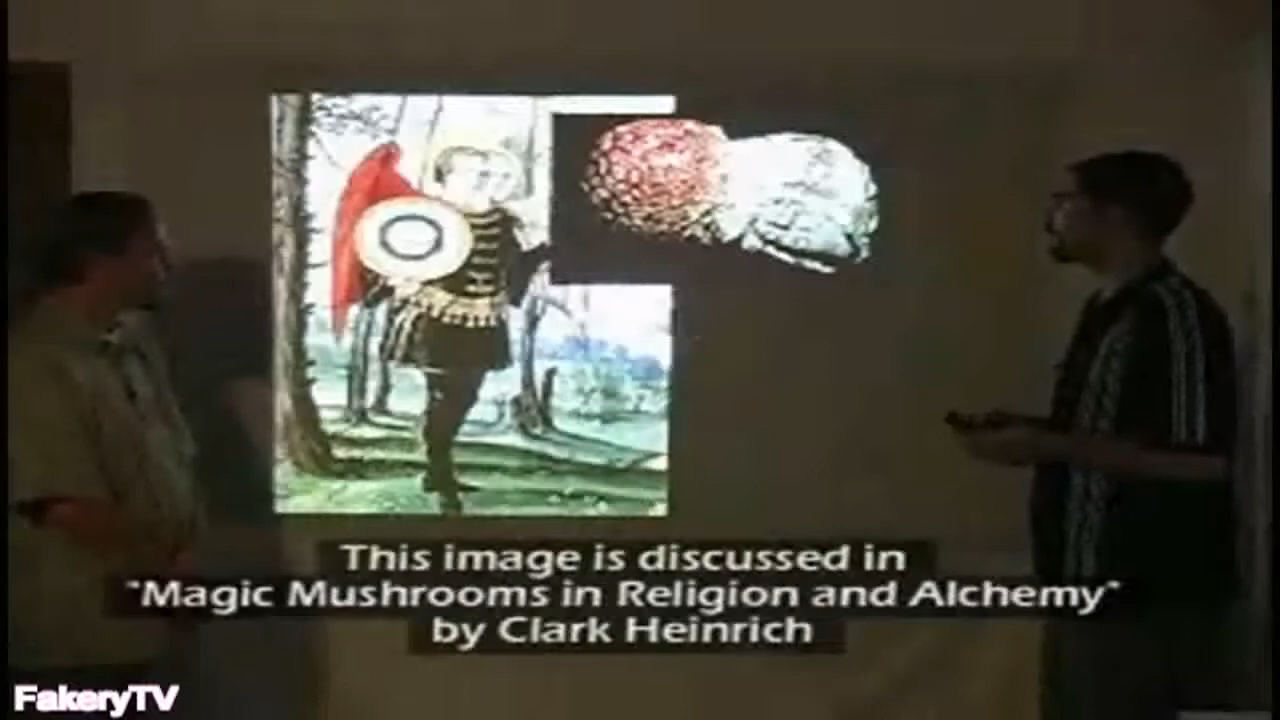 This image is discussed in
"Magic Mushrooms in Religion and Alchemy"
by Clark Heinrich
FakeryTV